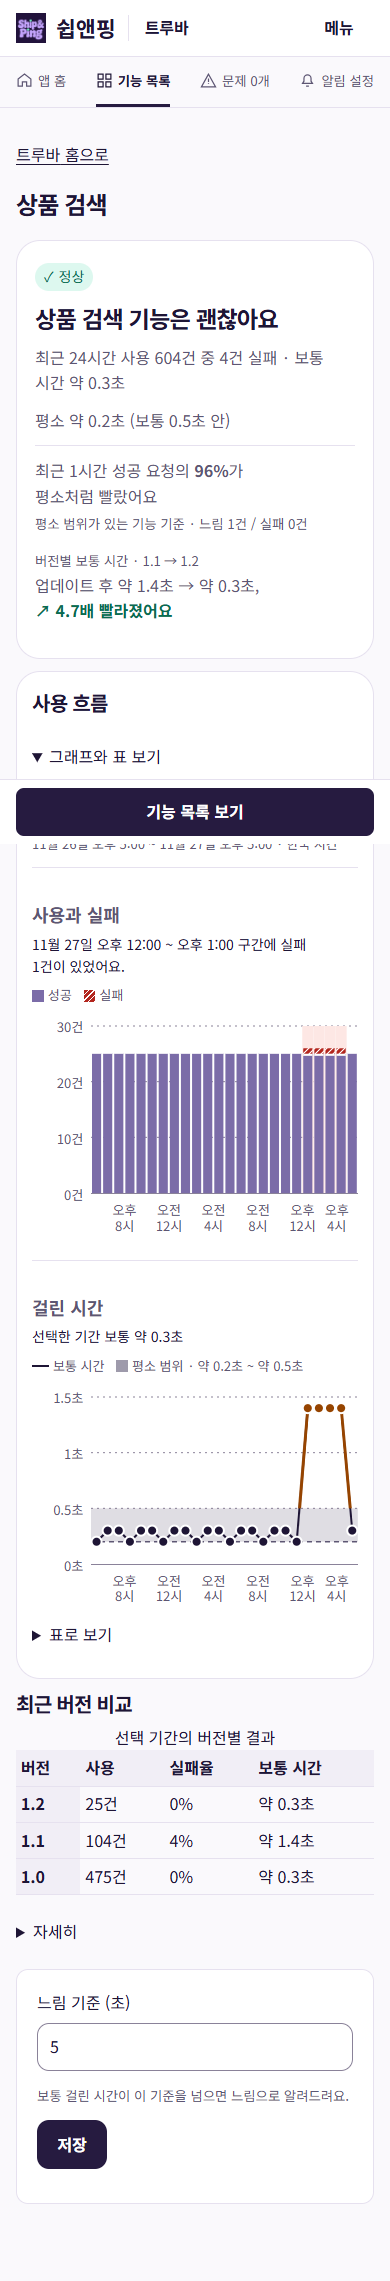 Ship&
Ping
쉽앤핑
트루바
메뉴
앱 홈
기능 목록
문제 0개
알림 설정
트루바 홈으로
상품 검색
✓ 정상
상품 검색 기능은 괜찮아요
최근 24시간 사용 604건 중 4건 실패 · 보통
시간 약 0.3초
평소 약 0.2초 (보통 0.5초 안)
최근 1시간 성공 요청의 96%가
평소처럼 빨랐어요
평소 범위가 있는 기능 기준 · 느림 1건 / 실패 0건
버전별 보통 시간 · 1.1 → 1.2
업데이트 후 약 1.4초 → 약 0.3초,
↗ 4.7배 빨라졌어요
사용 흐름
▼ 그래프와 표 보기
기능 목록 보기
사용과 실패
11월 27일 오후 12:00 ~ 오후 1:00 구간에 실패
1건이 있었어요.
성공 실패
30건
20건
10건
0건
오후 오전 오전 오전 오후 오후
8시 12시 4시 8시 12시 4시
걸린 시간
선택한 기간 보통 약 0.3초
보통 시간 평소 범위 · 약 0.2초 ~ 약 0.5초
1.5초
1초
0.5초
0초
오후 오전 오전 오전 오후 오후
8시 12시 4시 8시 12시 4시
▶ 표로 보기
최근 버전 비교
선택 기간의 버전별 결과
버전 사용 실패율 보통 시간
1.2 25건 0% 약 0.3초
1.1 104건 4% 약 1.4초
1.0 475건 0% 약 0.3초
▶ 자세히
느림 기준 (초)
5
보통 걸린 시간이 이 기준을 넘으면 느림으로 알려드려요.
저장